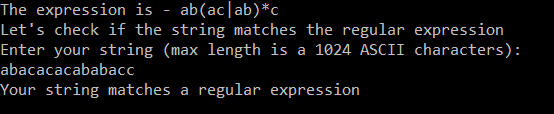 The expression is - ab(ac|ab)*c
Let's check if the string matches the regular expression
Enter your string (max length is a 1024 ASCII characters):
abacacacababacc
Your string matches a regular expression